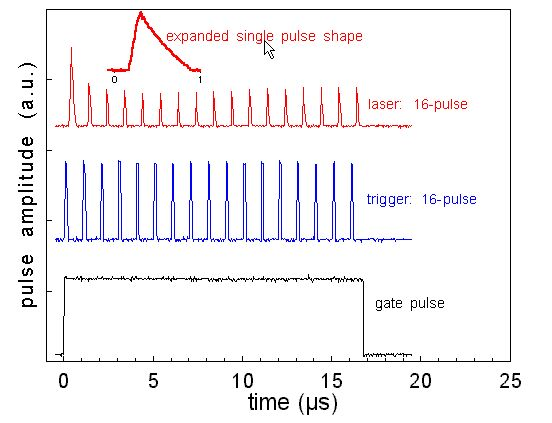 expanded single pulse shape
0 1
laser: 16-pulse
trigger: 16-pulse
gate pulse
pulse amplitude (a.u.)
0 5 10 15 20 25
time (µs)